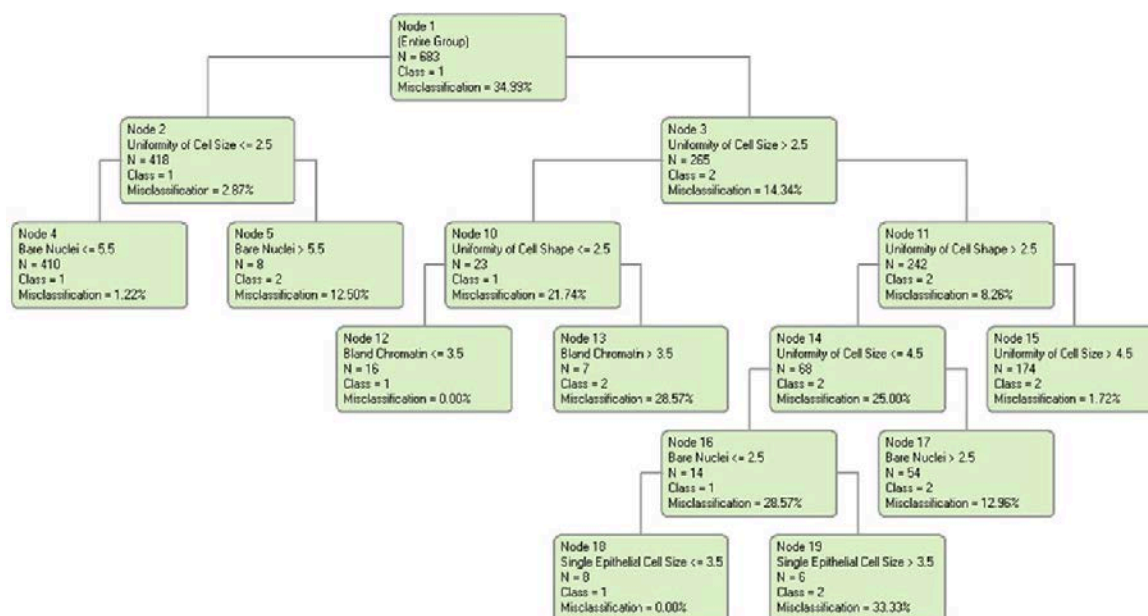 Node 1
(Entire Group)
N = 683
Class = 1
Misclassification = 34.99%
Node 2
Uniformity of Cell Size <= 2.5
N = 418
Class = 1
Misclassification = 2.87%
Node 3
Uniformity of Cell Size > 2.5
N = 265
Class = 2
Misclassification = 14.34%
Node 4
Bare Nuclei <= 5.5
N = 410
Class = 1
Misclassification = 1.22%
Node 5
Bare Nuclei > 5.5
N = 8
Class = 2
Misclassification = 12.50%
Node 10
Uniformity of Cell Shape <= 2.5
N = 23
Class = 1
Misclassification = 21.74%
Node 11
Uniformity of Cell Shape > 2.5
N = 242
Class = 2
Misclassification = 8.26%
Node 12
Bland Chromatin <= 3.5
N = 16
Class = 1
Misclassification = 0.00%
Node 13
Bland Chromatin > 3.5
N = 7
Class = 2
Misclassification = 28.57%
Node 14
Uniformity of Cell Size <= 4.5
N = 68
Class = 2
Misclassification = 25.00%
Node 15
Uniformity of Cell Size > 4.5
N = 174
Class = 2
Misclassification = 1.72%
Node 16
Bare Nuclei <= 2.5
N = 14
Class = 1
Misclassification = 28.57%
Node 17
Bare Nuclei > 2.5
N = 54
Class = 2
Misclassification = 12.96%
Node 18
Single Epithelial Cell Size <= 3.5
N = 8
Class = 1
Misclassification = 0.00%
Node 19
Single Epithelial Cell Size > 3.5
N = 6
Class = 2
Misclassification = 33.33%